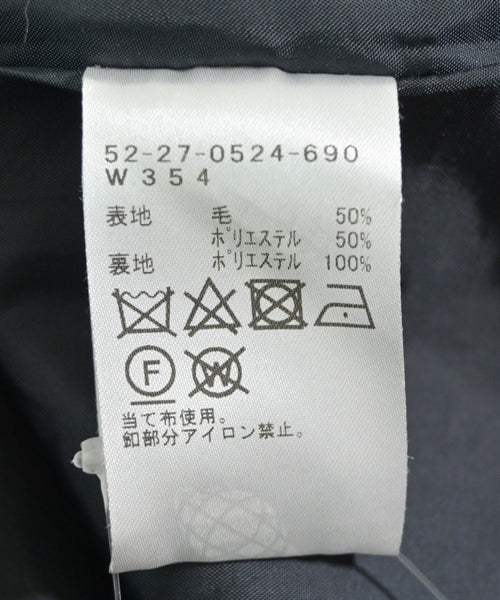 52-27-0524-690
W354
表地 毛 50%
ポリエステル 50%
裏地 ポリエステル 100%
F W
当て布使用。
釦部分アイロン禁止。